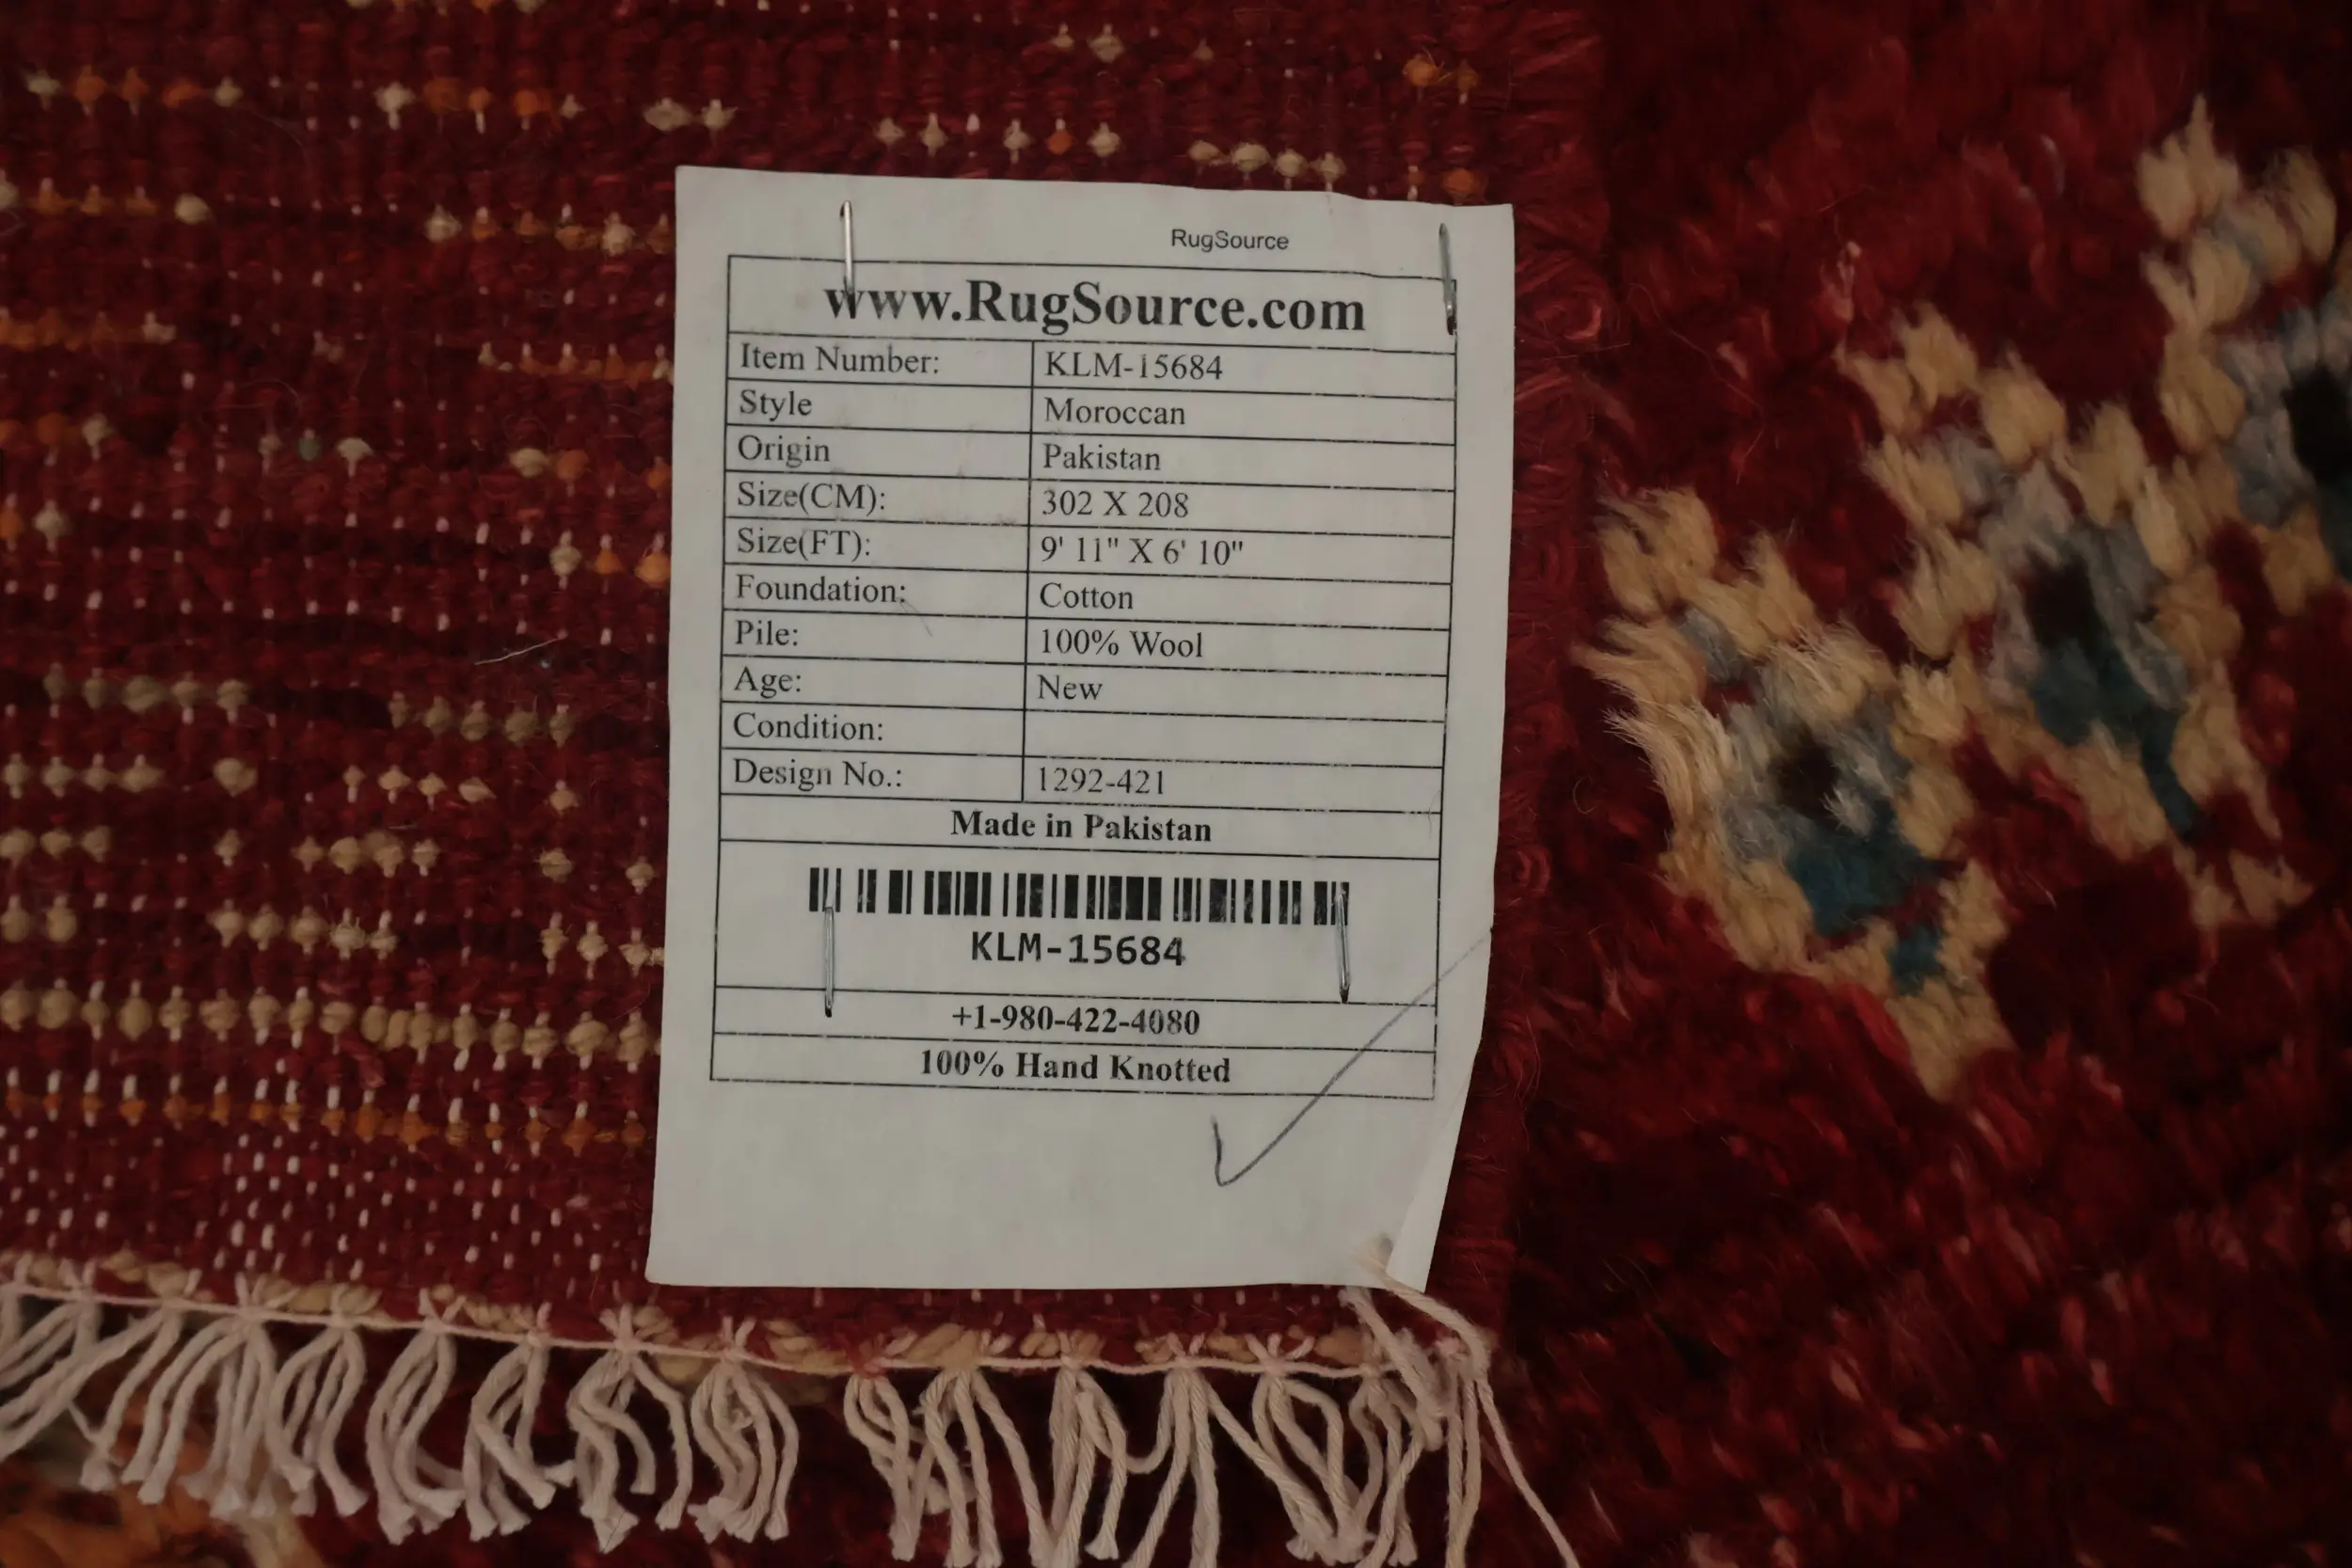 RugSource
www.RugSource.com
Item Number: KLM-15684
Style Moroccan
Origin Pakistan
Size(CM): 302 X 208
Size(FT): 9' 11" X 6' 10"
Foundation: Cotton
Pile: 100% Wool
Age: New
Condition:
Design No.: 1292-421
Made in Pakistan
KLM-15684
+1-980-422-4080
100% Hand Knotted